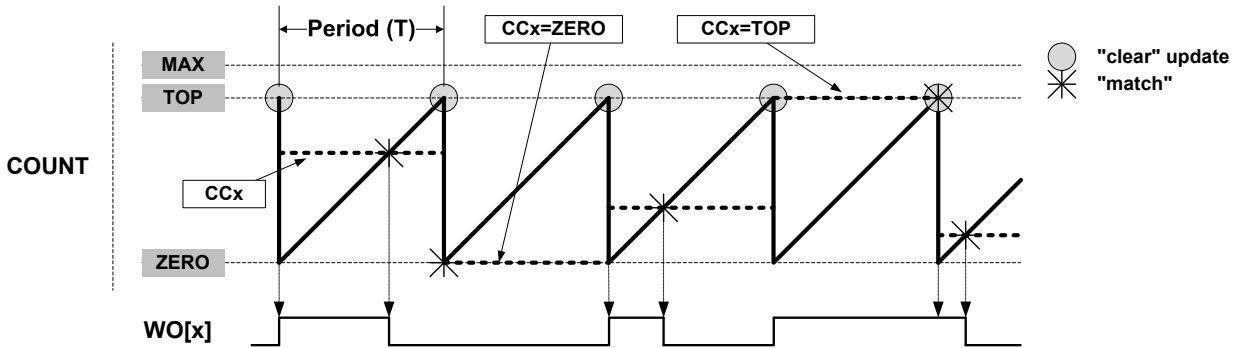 Period (T)
CCx=ZERO
CCx=TOP
"clear" update
"match"
MAX
TOP
COUNT
CCx
ZERO
WO[x]